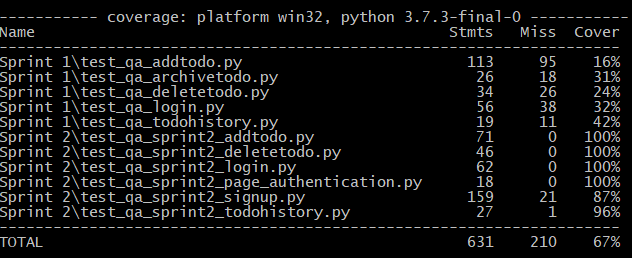 ----------- coverage: platform win32, python 3.7.3-final-0 -----------
Name Stmts Miss Cover
----------------------------------------------------------------------
Sprint 1\test_qa_addtodo.py 113 95 16%
Sprint 1\test_qa_archivetodo.py 26 18 31%
Sprint 1\test_qa_deletetodo.py 34 26 24%
Sprint 1\test_qa_login.py 56 38 32%
Sprint 1\test_qa_todohistory.py 19 11 42%
Sprint 2\test_qa_sprint2_addtodo.py 71 0 100%
Sprint 2\test_qa_sprint2_deletetodo.py 46 0 100%
Sprint 2\test_qa_sprint2_login.py 62 0 100%
Sprint 2\test_qa_sprint2_page_authentication.py 18 0 100%
Sprint 2\test_qa_sprint2_signup.py 159 21 87%
Sprint 2\test_qa_sprint2_todohistory.py 27 1 96%
----------------------------------------------------------------------
TOTAL 631 210 67%